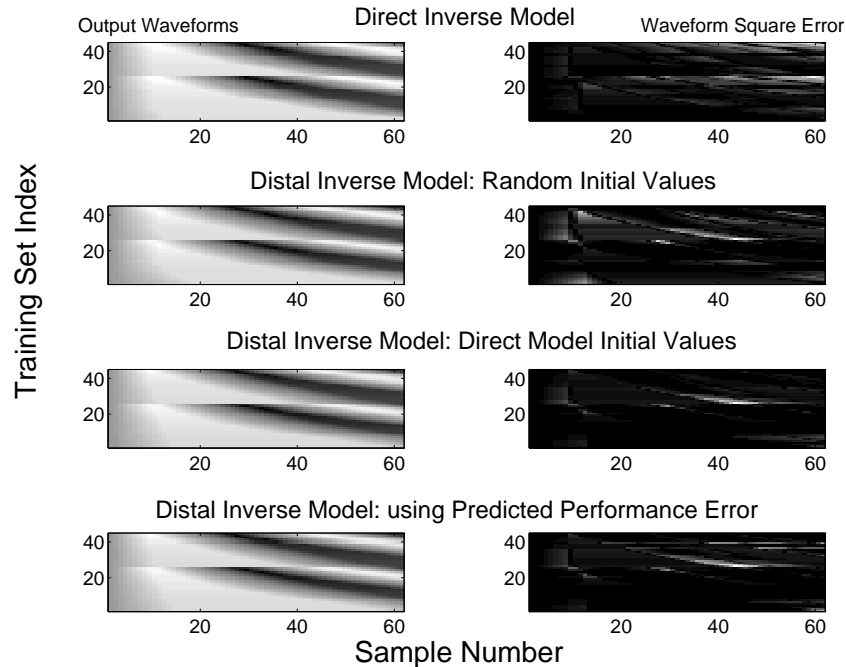 Direct Inverse Model
Output Waveforms
Waveform Square Error
40
20
20 40 60
40
20
20 40 60
Distal Inverse Model: Random Initial Values
40
20
20 40 60
40
20
20 40 60
Distal Inverse Model: Direct Model Initial Values
40
20
20 40 60
40
20
20 40 60
Distal Inverse Model: using Predicted Performance Error
40
20
20 40 60
40
20
20 40 60
Training Set Index
Sample Number